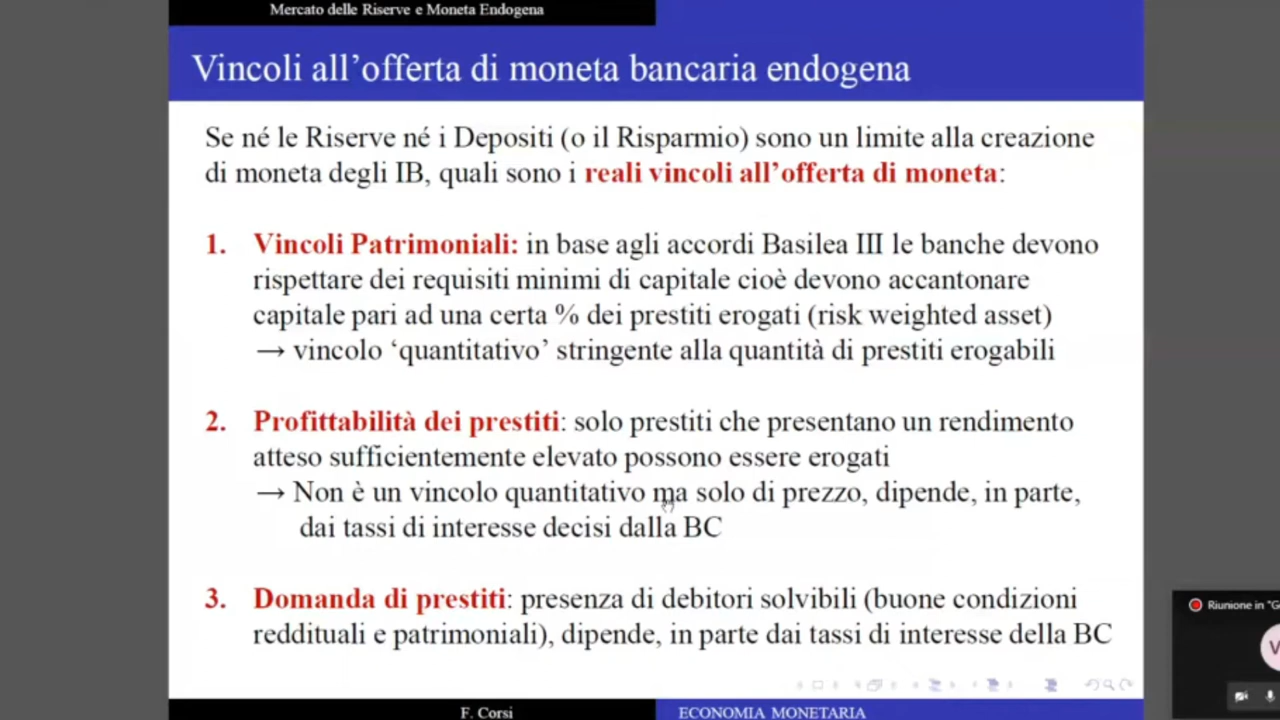 Mercato delle Riserve e Moneta Endogena
Vincoli all'offerta di moneta bancaria endogena
Se né le Riserve né i Depositi (o il Risparmio) sono un limite alla creazione
di moneta degli IB, quali sono i reali vincoli all'offerta di moneta:
1. Vincoli Patrimoniali: in base agli accordi Basilea III le banche devono
rispettare dei requisiti minimi di capitale cioè devono accantonare
capitale pari ad una certa % dei prestiti erogati (risk weighted asset)
→ vincolo 'quantitativo' stringente alla quantità di prestiti erogabili
2. Profittabilità dei prestiti: solo prestiti che presentano un rendimento
atteso sufficientemente elevato possono essere erogati
→ Non è un vincolo quantitativo ma solo di prezzo, dipende, in parte,
dai tassi di interesse decisi dalla BC
3. Domanda di prestiti: presenza di debitori solvibili (buone condizioni
reddituali e patrimoniali), dipende, in parte dai tassi di interesse della BC
Riunione in "G
V
F. Corsi
ECONOMIA MONETARIA